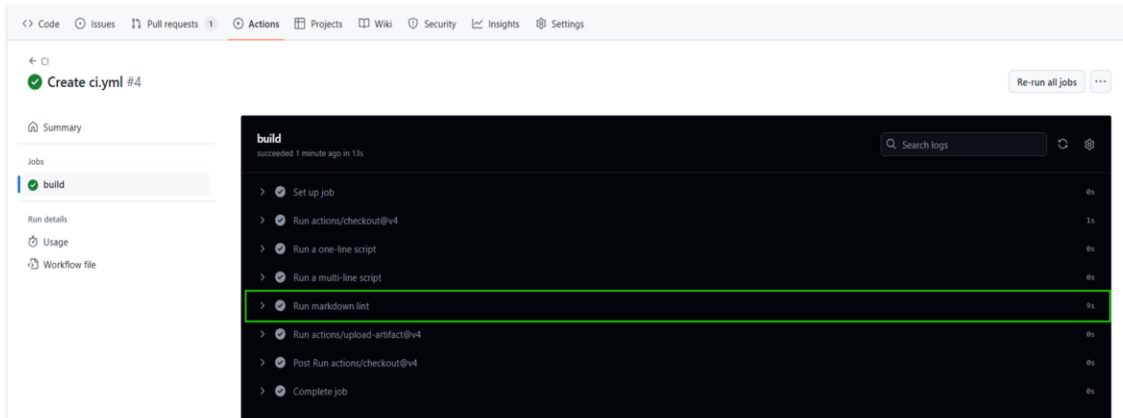 Code Issues Pull requests 1 Actions Projects Wiki Security Insights Settings
CI
Create ci.yml #4
Re-run all jobs ...
Summary
Jobs
build
Run details
Usage
Workflow file
build
succeeded 1 minute ago in 13s
Search logs
Set up job 0s
Run actions/checkout@v4 1s
Run a one-line script 0s
Run a multi-line script 0s
Run markdown lint 9s
Run actions/upload-artifact@v4 0s
Post Run actions/checkout@v4 0s
Complete job 0s